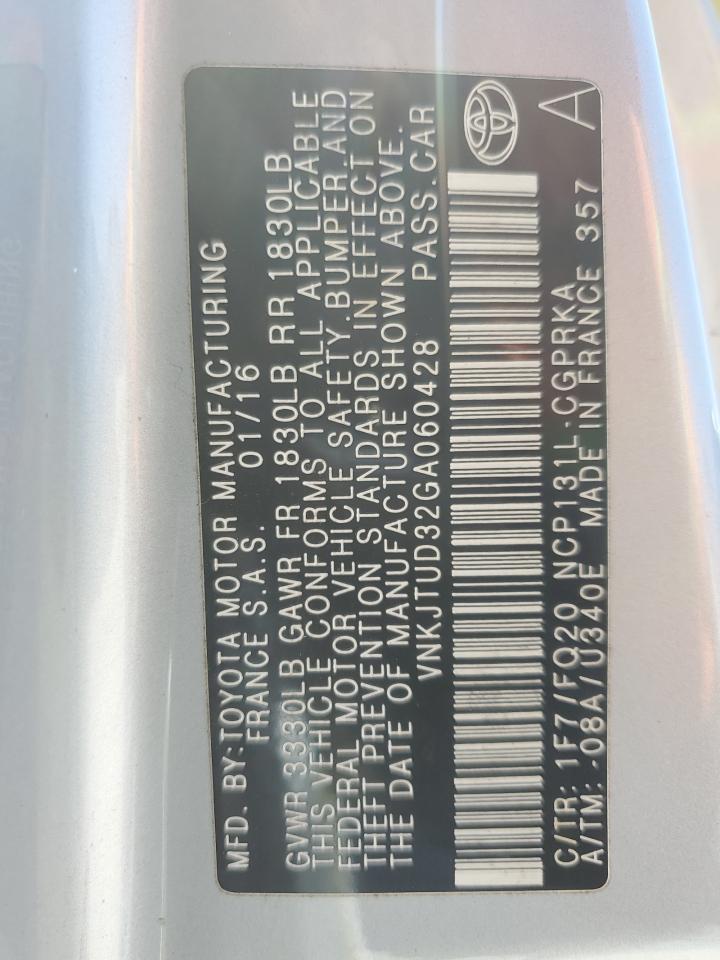 MFD. BY:TOYOTA MOTOR MANUFACTURING
FRANCE S.A.S. 01/16
GVWR 3330LB GAWR FR 1830LB RR 1830LB
THIS VEHICLE CONFORMS TO ALL APPLICABLE
FEDERAL MOTOR VEHICLE SAFETY,BUMPER,AND
THEFT PREVENTION STANDARDS IN EFFECT ON
THE DATE OF MANUFACTURE SHOWN ABOVE.
VNKJTUD32GA060428 PASS.CAR
C/TR: 1F7/FQ20 NCP131L-CGPRKA
A/TM: -08A/U340E MADE IN FRANCE 357 A